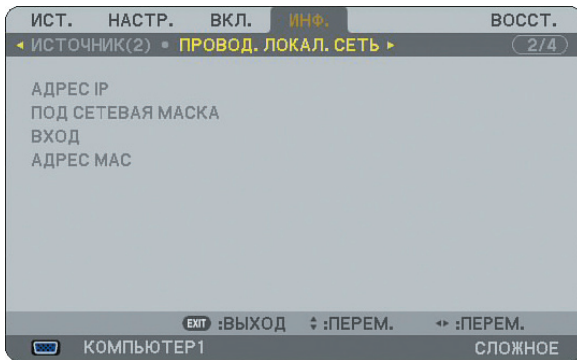 ИСТ. НАСТР. ВКЛ. ИНФ. ВОССТ.
ИСТОЧНИК(2) • ПРОВОД. ЛОКАЛ. СЕТЬ 2/4
АДРЕС IP
ПОД СЕТЕВАЯ МАСКА
ВХОД
АДРЕС MAC
EXIT :ВЫХОД :ПЕРЕМ. :ПЕРЕМ.
КОМПЬЮТЕР1 СЛОЖНОЕ